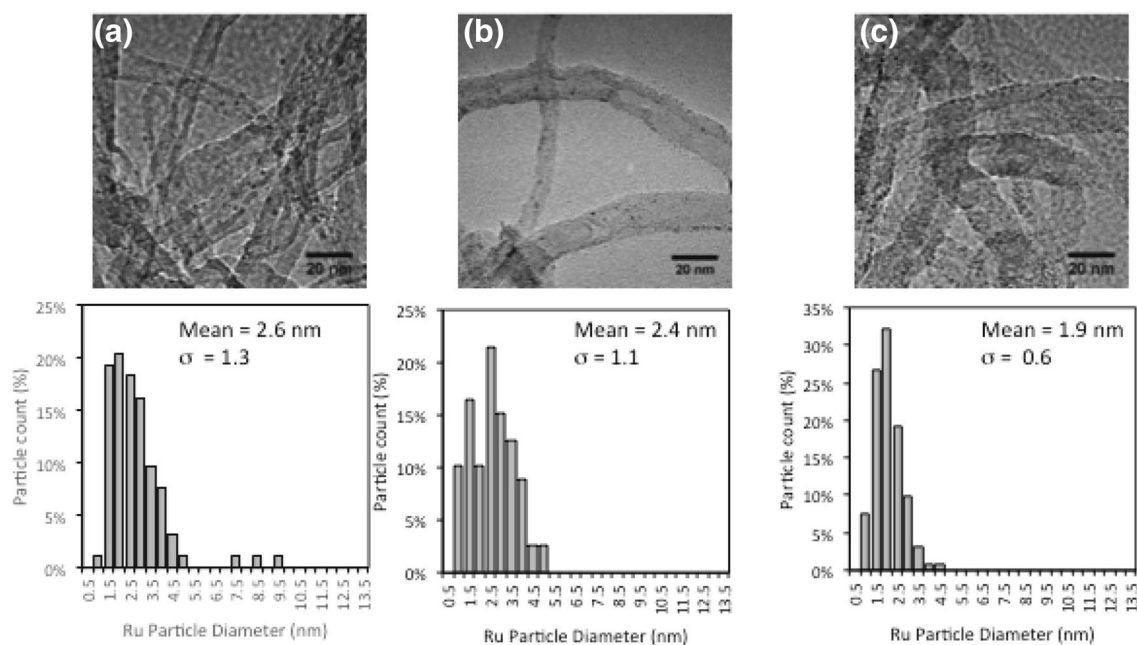 (a)
20 nm
(b)
20 nm
(c)
20 nm
25%
20%
15%
10%
5%
0%
Particle count (%)
Mean = 2.6 nm
σ = 1.3
0.5 1.5 2.5 3.5 4.5 5.5 6.5 7.5 8.5 9.5 10.5 11.5 12.5 13.5
Ru Particle Diameter (nm)
25%
20%
15%
10%
5%
0%
Particle count (%)
Mean = 2.4 nm
σ = 1.1
0.5 1.5 2.5 3.5 4.5 5.5 6.5 7.5 8.5 9.5 10.5 11.5 12.5 13.5
Ru Particle Diameter (nm)
35%
30%
25%
20%
15%
10%
5%
0%
Particle count (%)
Mean = 1.9 nm
σ = 0.6
0.5 1.5 2.5 3.5 4.5 5.5 6.5 7.5 8.5 9.5 10.5 11.5 12.5 13.5
Ru Particle Diameter (nm)